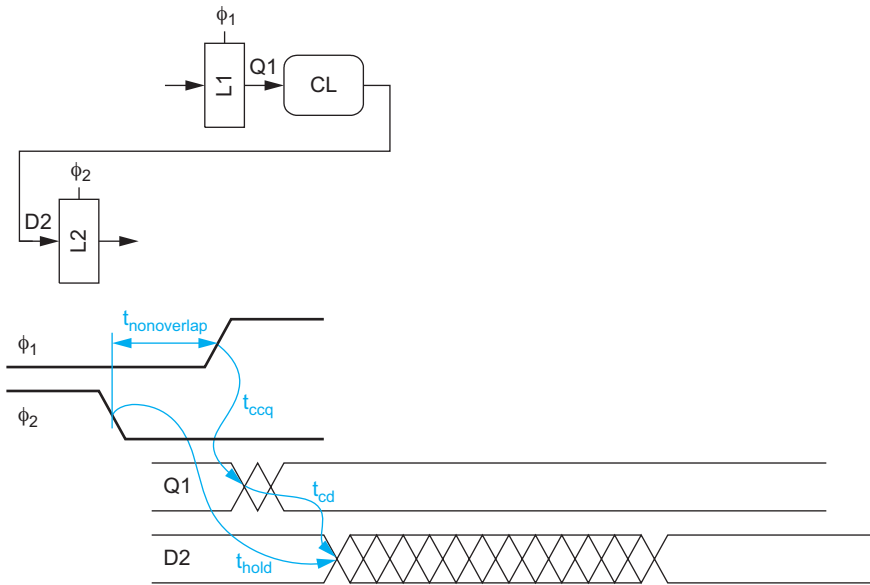 ϕ1
Q1
L1
CL
ϕ2
D2
L2
tnonoverlap
ϕ1
tccq
ϕ2
Q1
tcd
D2
thold